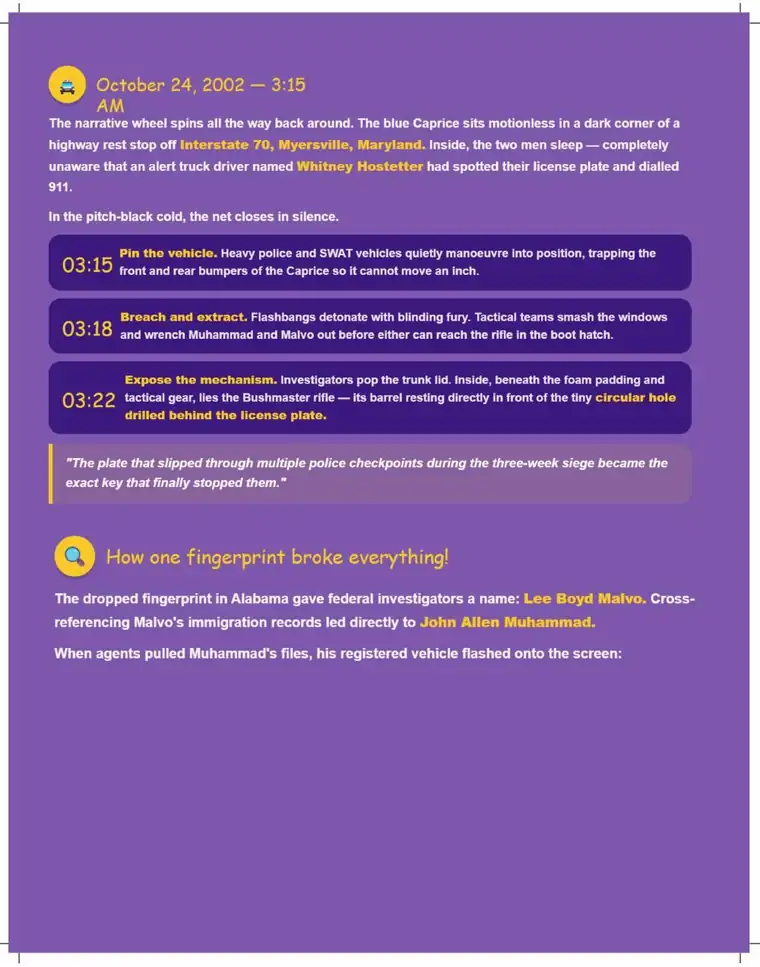 October 24, 2002 — 3:15
AM
The narrative wheel spins all the way back around. The blue Caprice sits motionless in a dark corner of a
highway rest stop off Interstate 70, Myersville, Maryland. Inside, the two men sleep — completely
unaware that an alert truck driver named Whitney Hostetter had spotted their license plate and dialled
911.
In the pitch-black cold, the net closes in silence.
03:15 Pin the vehicle. Heavy police and SWAT vehicles quietly manoeuvre into position, trapping the
front and rear bumpers of the Caprice so it cannot move an inch.
03:18 Breach and extract. Flashbangs detonate with blinding fury. Tactical teams smash the windows
and wrench Muhammad and Malvo out before either can reach the rifle in the boot hatch.
Expose the mechanism. Investigators pop the trunk lid. Inside, beneath the foam padding and
03:22 tactical gear, lies the Bushmaster rifle — its barrel resting directly in front of the tiny circular hole
drilled behind the license plate.
"The plate that slipped through multiple police checkpoints during the three-week siege became the
exact key that finally stopped them."
How one fingerprint broke everything!
The dropped fingerprint in Alabama gave federal investigators a name: Lee Boyd Malvo. Cross-
referencing Malvo's immigration records led directly to John Allen Muhammad.
When agents pulled Muhammad's files, his registered vehicle flashed onto the screen: